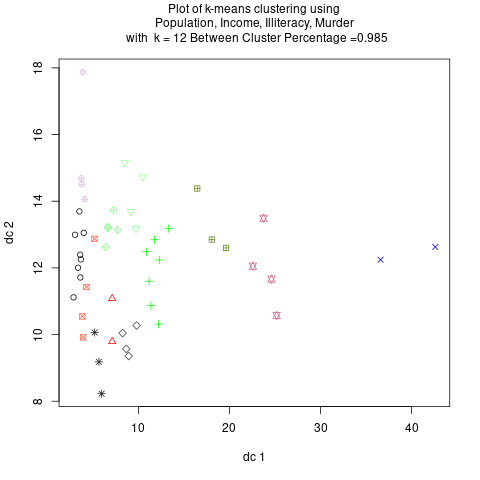 Plot of k-means clustering using
Population, Income, Illiteracy, Murder
with  k = 12 Between Cluster Percentage =0.985
18
16
14
12
10
8
dc 2
10
20
30
40
dc 1